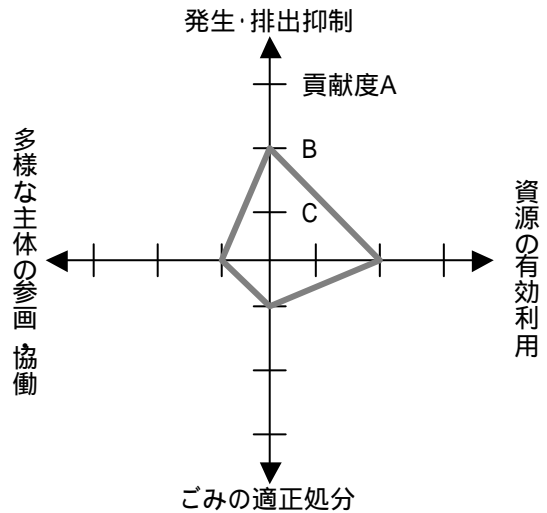 発生・排出抑制
貢献度A
B
C
多様な主体の参画・協働
資源の有効利用
ごみの適正処分